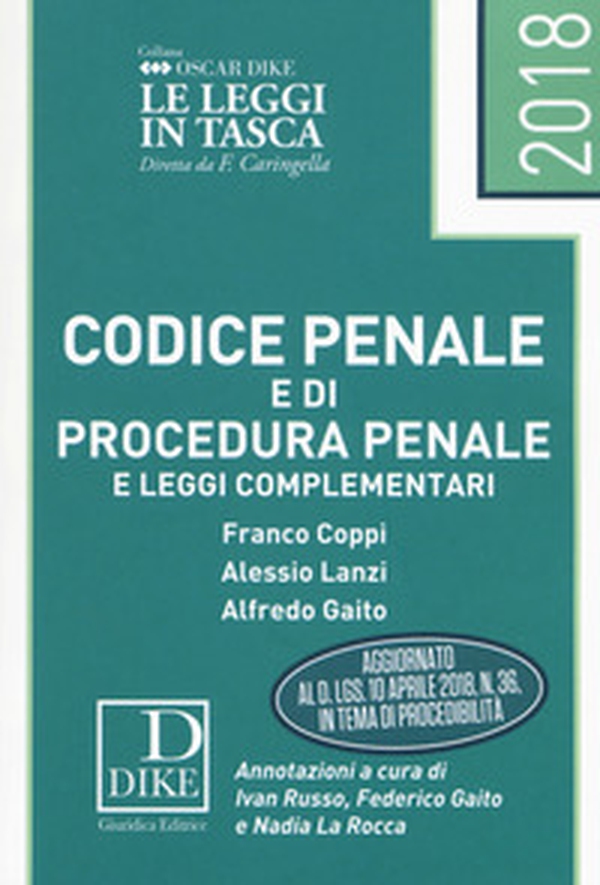 Collana
OSCAR DIKE
LE LEGGI
IN TASCA
Diretta da F. Caringella
2018
CODICE PENALE
E DI
PROCEDURA PENALE
E LEGGI COMPLEMENTARI
Franco Coppi
Alessio Lanzi
Alfredo Gaito
AGGIORNATO
AL D. LGS. 10 APRILE 2018, N. 36,
IN TEMA DI PROCEDIBILITÀ
D
DIKE
Giuridica Editrice
Annotazioni a cura di
Ivan Russo, Federico Gaito
e Nadia La Rocca